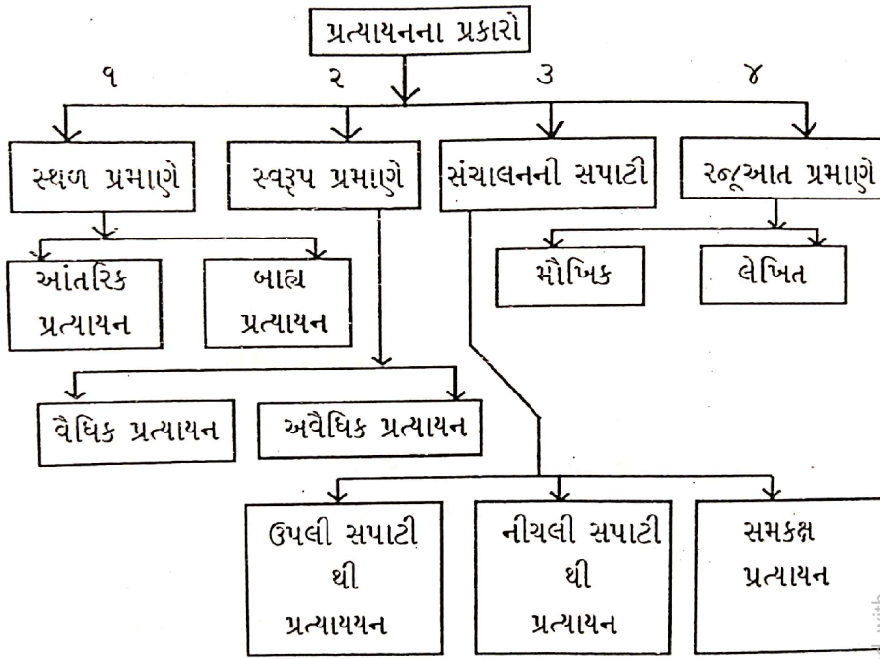 પ્રત્યાયનના પ્રકારો
૧ ૨ ૩ ૪
સ્થળ પ્રમાણે
સ્વરૂપ પ્રમાણે
સંચાલનની સપાટી
રજૂઆત પ્રમાણે
આંતરિક
પ્રત્યાયન
બાહ્ય
પ્રત્યાયન
મૌખિક
લેખિત
વૈધિક પ્રત્યાયન
અવૈધિક પ્રત્યાયન
ઉપલી સપાટી
થી
પ્રત્યાયયન
નીચલી સપાટી
થી
પ્રત્યાયન
સમકક્ષ
પ્રત્યાયન